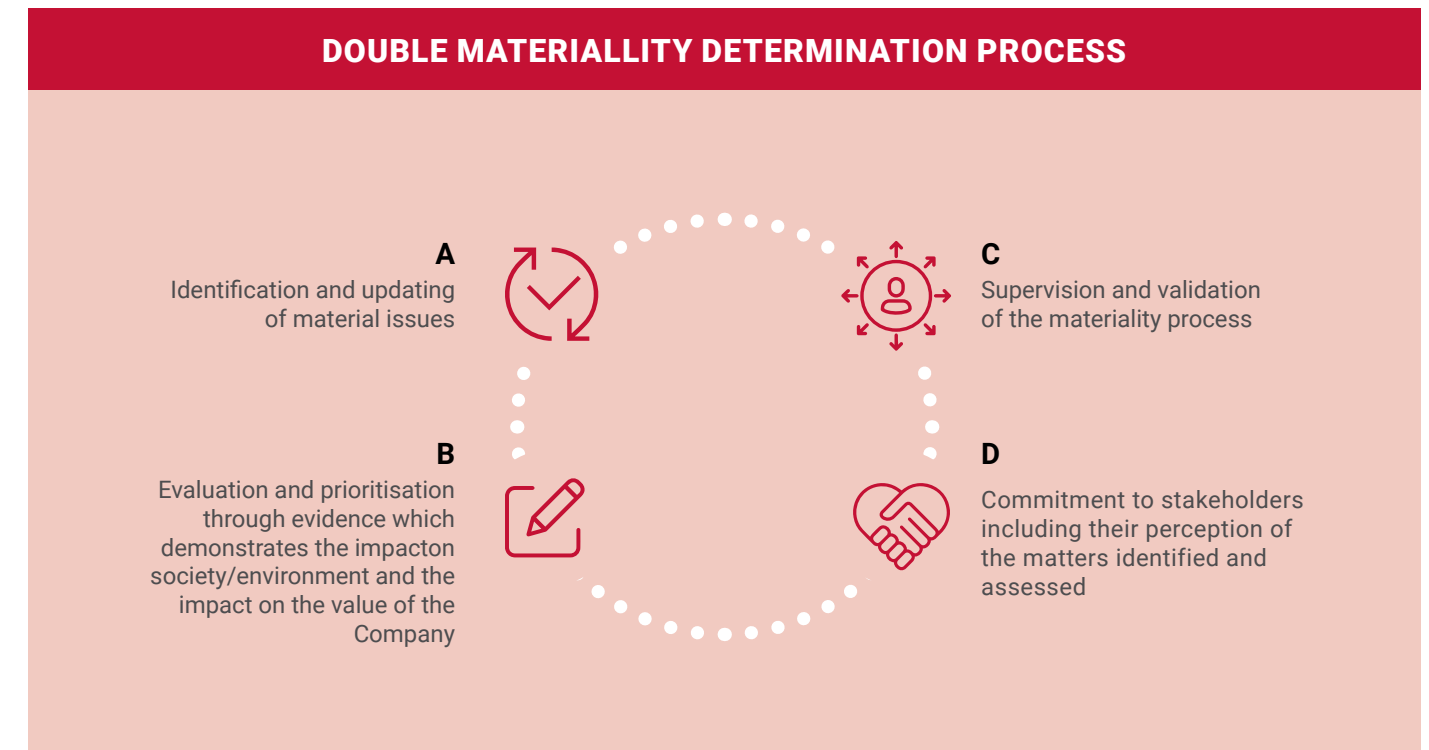 DOUBLE MATERIALLITY DETERMINATION PROCESS
A
Identification and updating
of material issues
B
Evaluation and prioritisation
through evidence which
demonstrates the impacton
society/environment and the
impact on the value of the
Company
C
Supervision and validation
of the materiality process
D
Commitment to stakeholders
including their perception of
the matters identified and
assessed